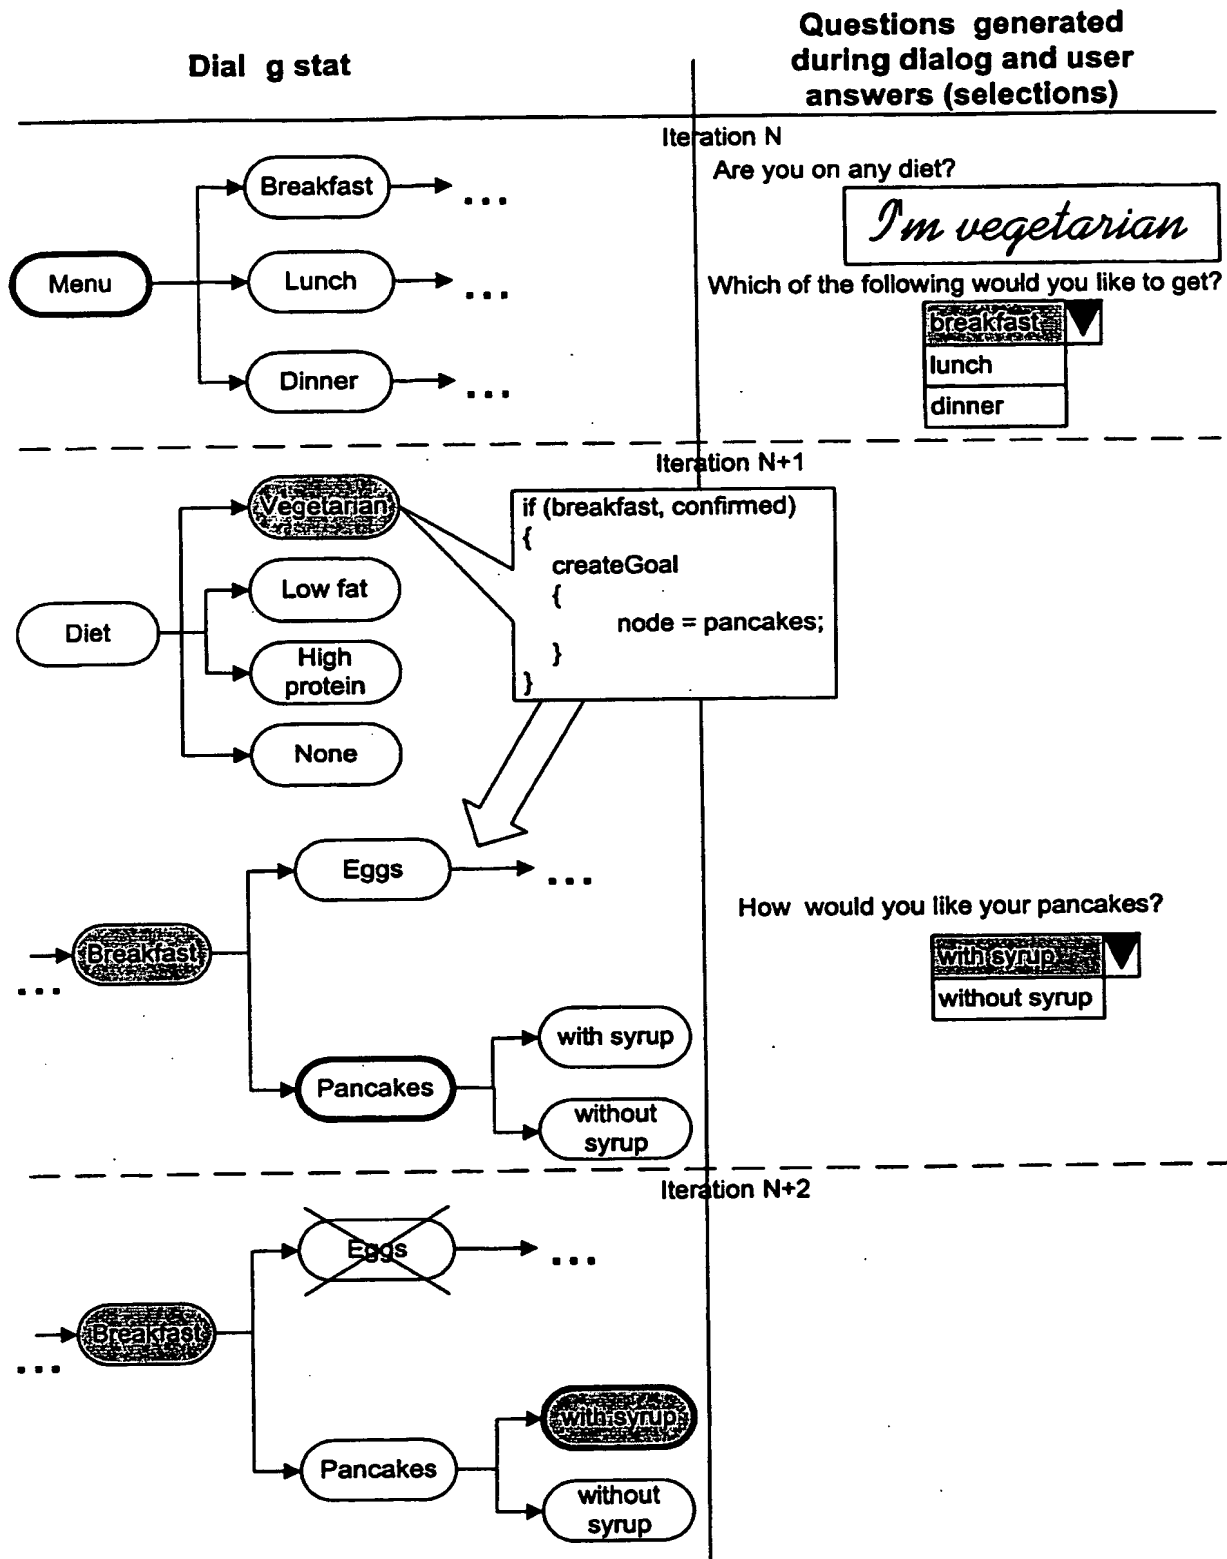 Dial g stat
Questions generated
during dialog and user
answers (selections)
Iteration N
Breakfast
...
Menu
Lunch
...
Dinner
...
Are you on any diet?
I'm vegetarian
Which of the following would you like to get?
breakfast
lunch
dinner
Iteration N+1
Vegetarian
Low fat
Diet
High
protein
None
if (breakfast, confirmed)
{
createGoal
{
node = pancakes;
}
}
Eggs
...
Breakfast
...
with syrup
Pancakes
without
syrup
How would you like your pancakes?
with syrup
without syrup
Iteration N+2
Eggs
...
Breakfast
...
with syrup
Pancakes
without
syrup